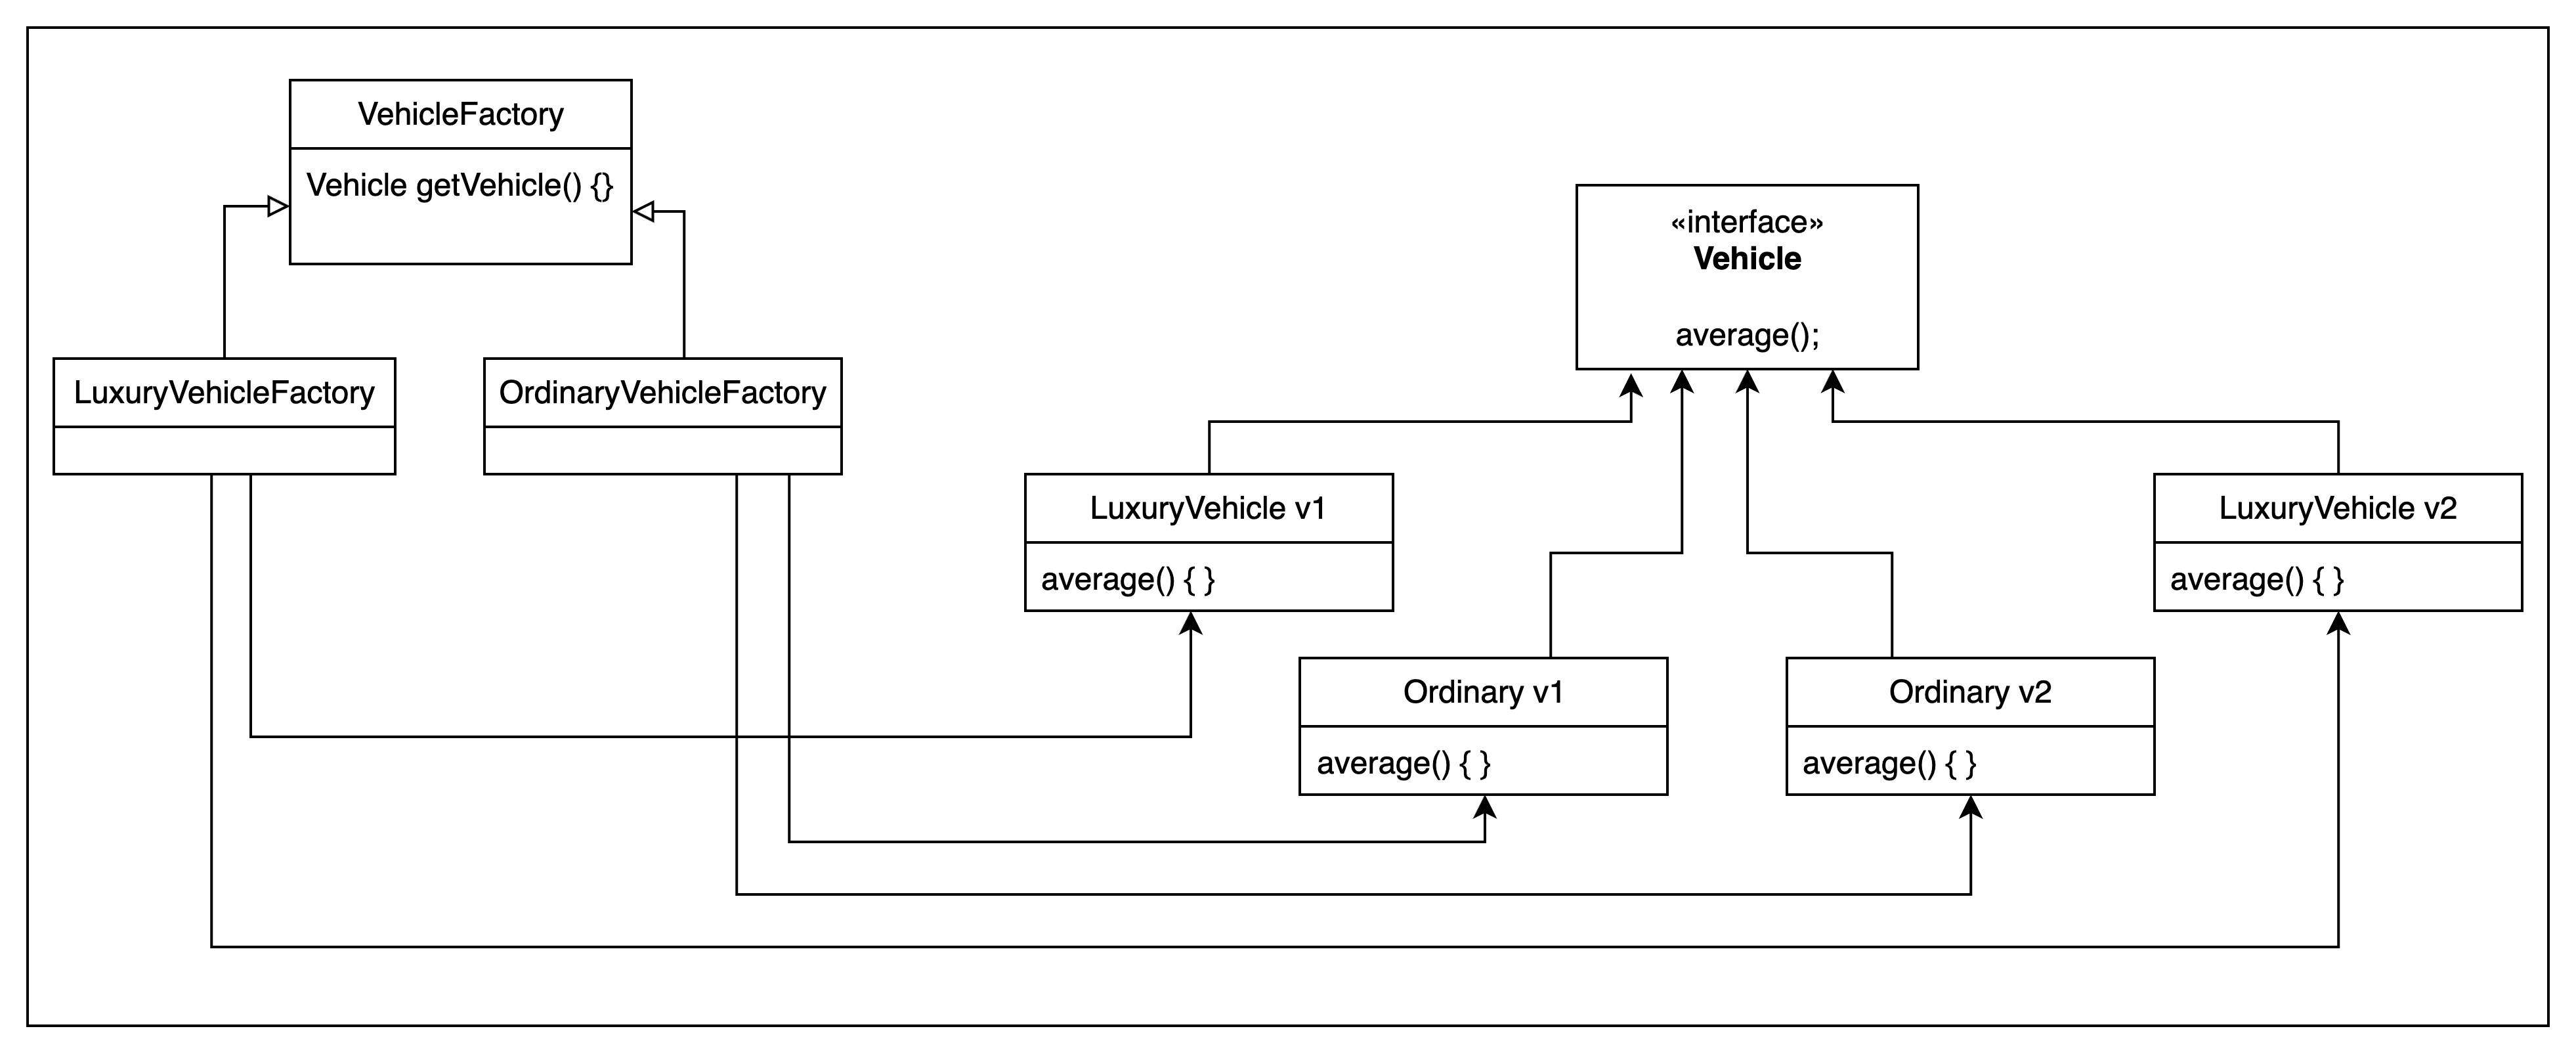 VehicleFactory
Vehicle getVehicle() {}
«interface»
Vehicle
average();
LuxuryVehicleFactory
OrdinaryVehicleFactory
LuxuryVehicle v1
average() { }
LuxuryVehicle v2
average() { }
Ordinary v1
average() { }
Ordinary v2
average() { }